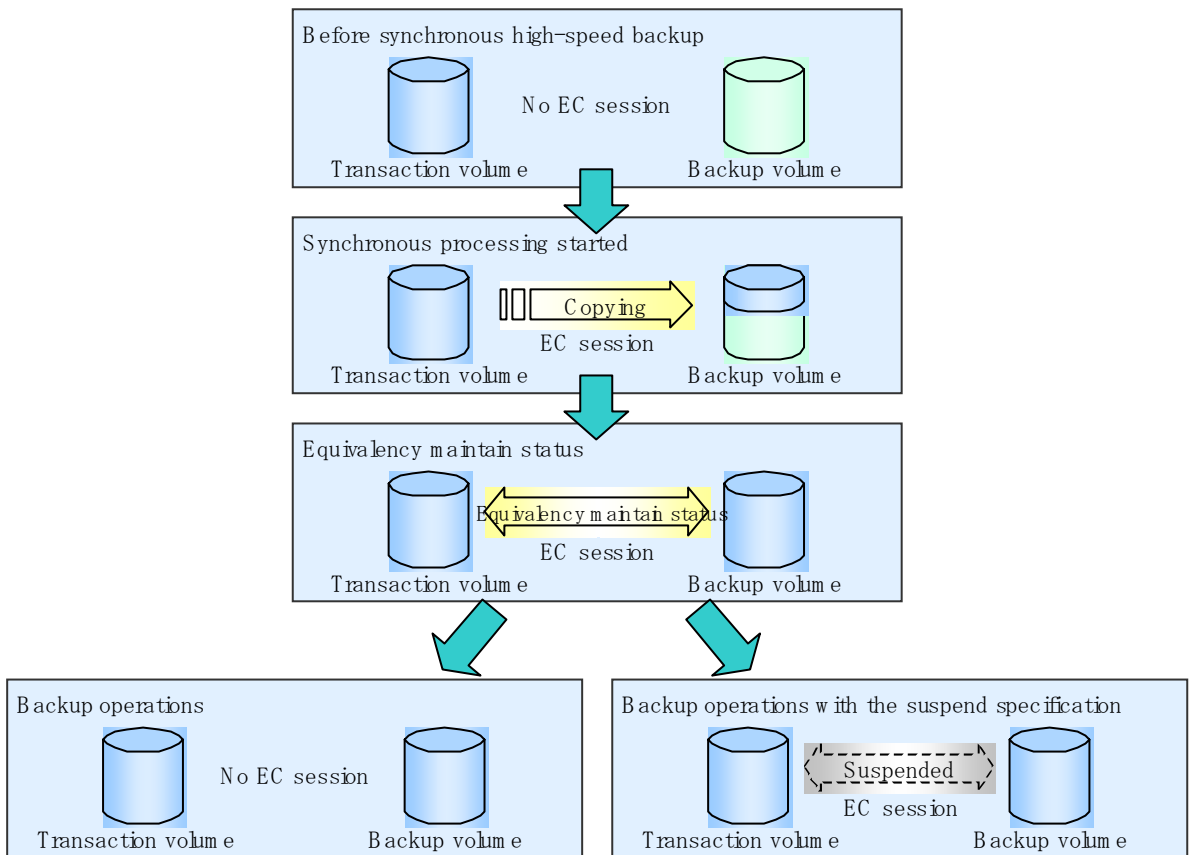 Before synchronous high-speed backup
No EC session
Transaction volume
Backup volume
Synchronous processing started
Copying
EC session
Transaction volume
Backup volume
Equivalency maintain status
Equivalency maintain status
EC session
Transaction volume
Backup volume
Backup operations
No EC session
Transaction volume
Backup volume
Backup operations with the suspend specification
Suspended
EC session
Transaction volume
Backup volume